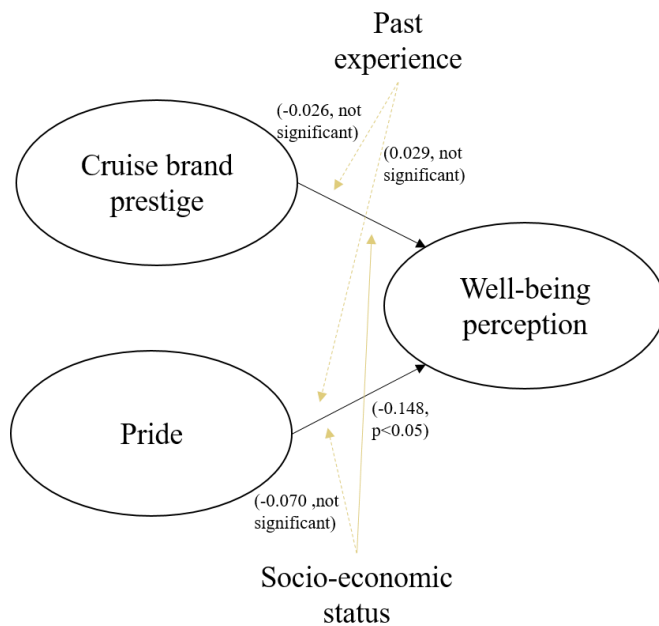 Past
experience
(-0.026, not
significant)
(0.029, not
significant)
Cruise brand
prestige
Well-being
perception
Pride
(-0.148,
p<0.05)
(-0.070 ,not
significant)
Socio-economic
status